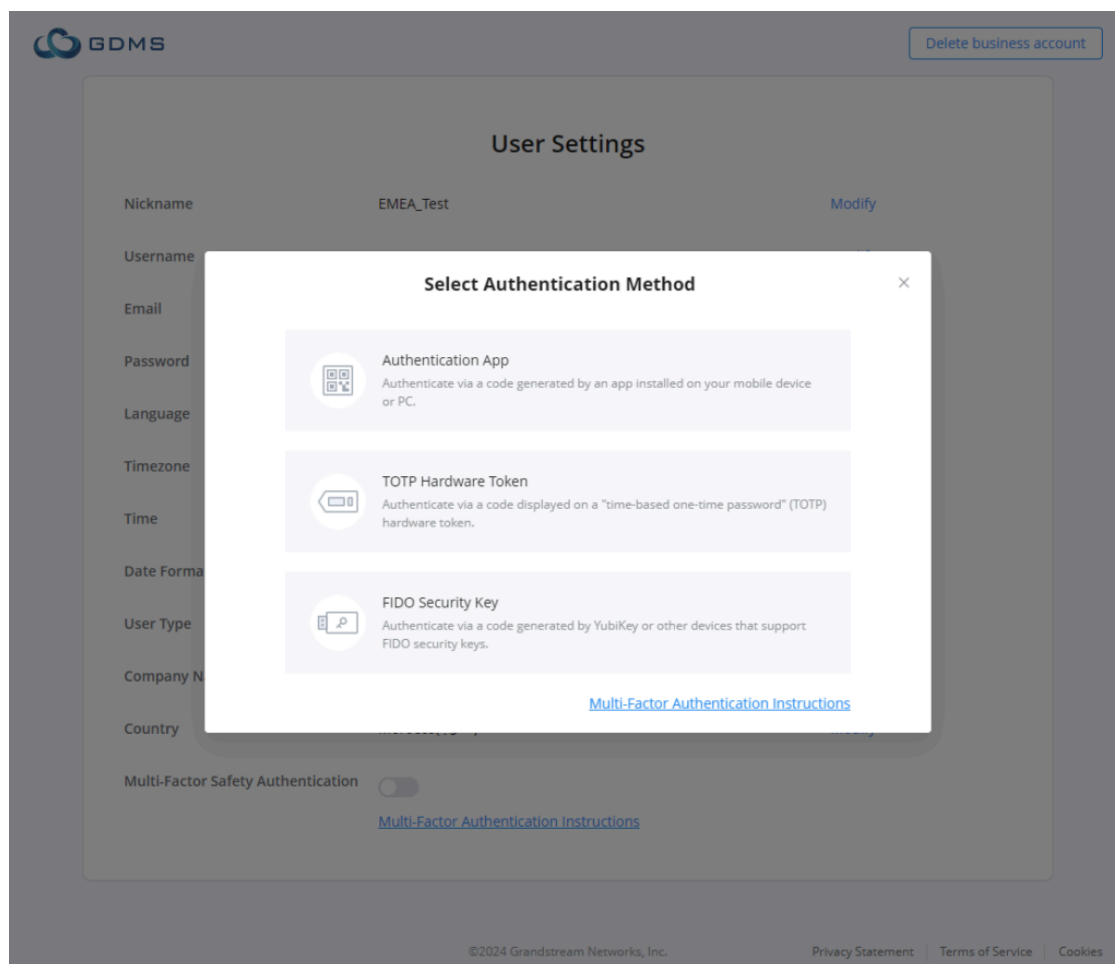 GDMS
Delete business account
User Settings
Nickname EMEA_Test Modify
Username
Select Authentication Method
Email
Authentication App
Password
Authenticate via a code generated by an app installed on your mobile device
or PC.
Language
Timezone
TOTP Hardware Token
Authenticate via a code displayed on a "time-based one-time password" (TOTP)
hardware token.
Time
Date Forma
FIDO Security Key
User Type
Authenticate via a code generated by YubiKey or other devices that support
FIDO security keys.
Company N
Multi-Factor Authentication Instructions
Country
Multi-Factor Safety Authentication
Multi-Factor Authentication Instructions
©2024 Grandstream Networks, Inc. Privacy Statement Terms of Service Cookies